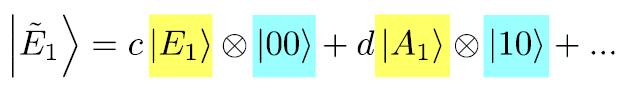 |Ẽ₁⟩ = c|E₁⟩ ⊗ |00⟩ + d|A₁⟩ ⊗ |10⟩ + ...